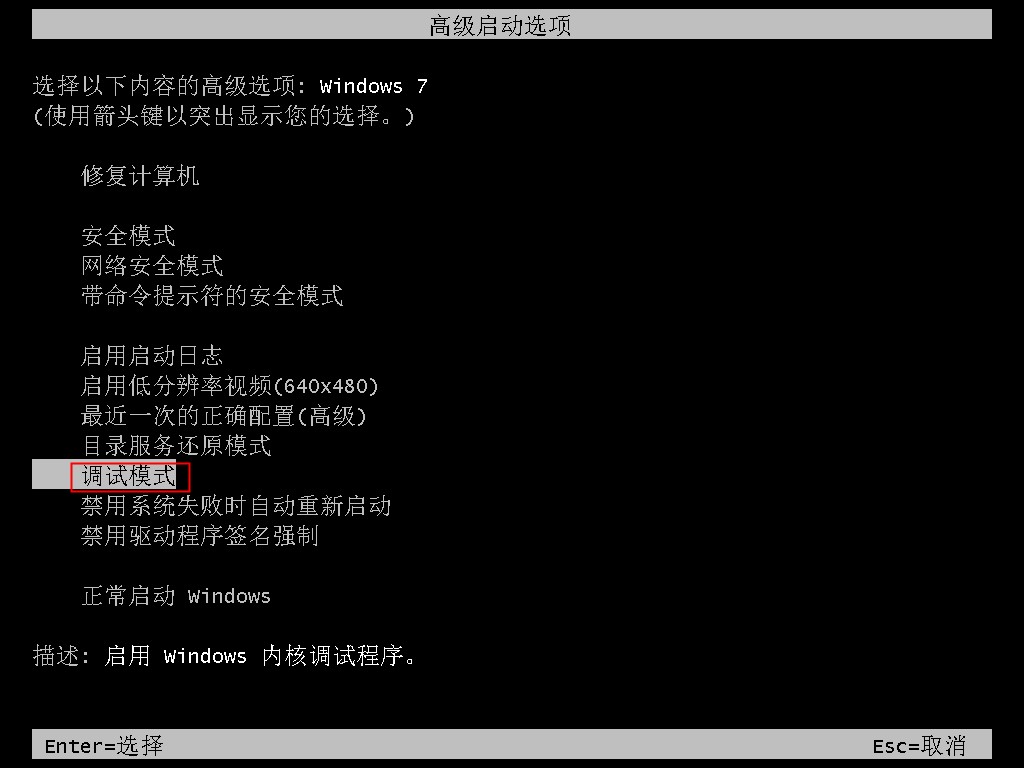 高级启动选项
选择以下内容的高级选项: Windows 7
(使用箭头键以突出显示您的选择。)
修复计算机
安全模式
网络安全模式
带命令提示符的安全模式
启用启动日志
启用低分辨率视频(640x480)
最近一次的正确配置(高级)
目录服务还原模式
调试模式
禁用系统失败时自动重新启动
禁用驱动程序签名强制
正常启动 Windows
描述: 启用 Windows 内核调试程序。
Enter=选择 Esc=取消